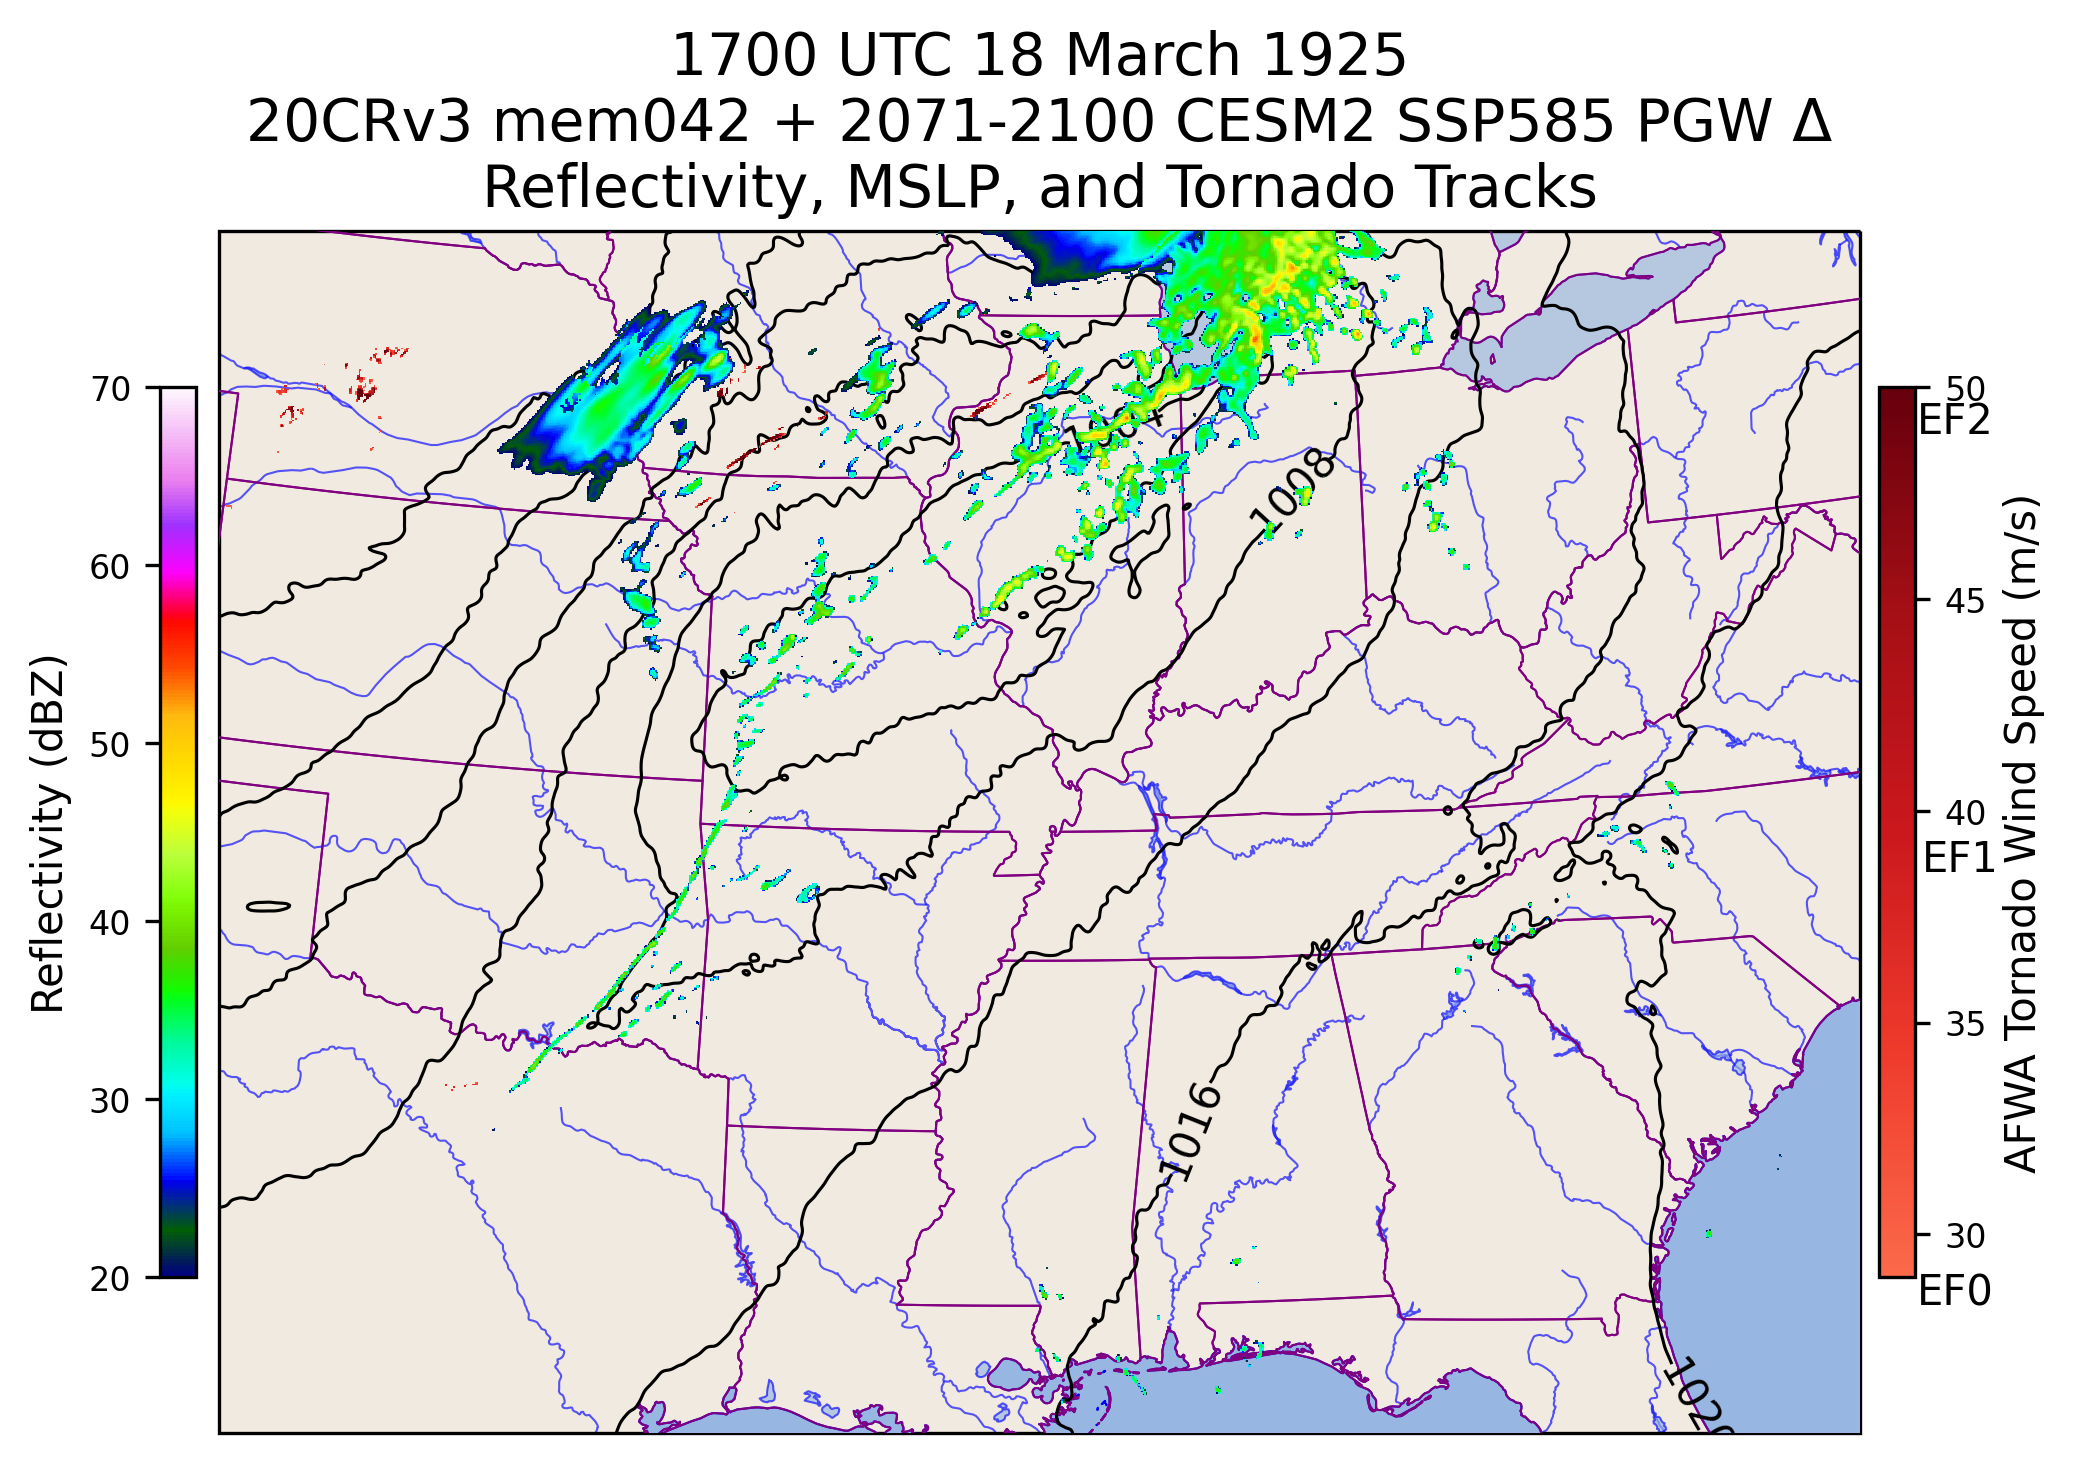 1700 UTC 18 March 1925
20CRv3 mem042 + 2071-2100 CESM2 SSP585 PGW Δ
Reflectivity, MSLP, and Tornado Tracks
Reflectivity (dBZ)
70
60
50
40
30
20
1008
1016
1020
50
EF2
45
40
EF1
35
30
EF0
AFWA Tornado Wind Speed (m/s)